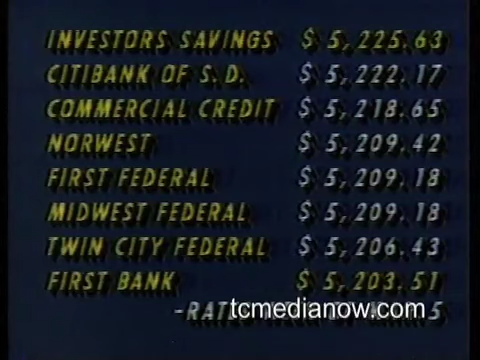 INVESTORS SAVINGS $ 5,225.63
CITIBANK OF S.D. $ 5,222.17
COMMERCIAL CREDIT $ 5,218.65
NORWEST $ 5,209.42
FIRST FEDERAL $ 5,209.18
MIDWEST FEDERAL $ 5,209.18
TWIN CITY FEDERAL $ 5,206.43
FIRST BANK $ 5,203.51
tcmedianow.com 5